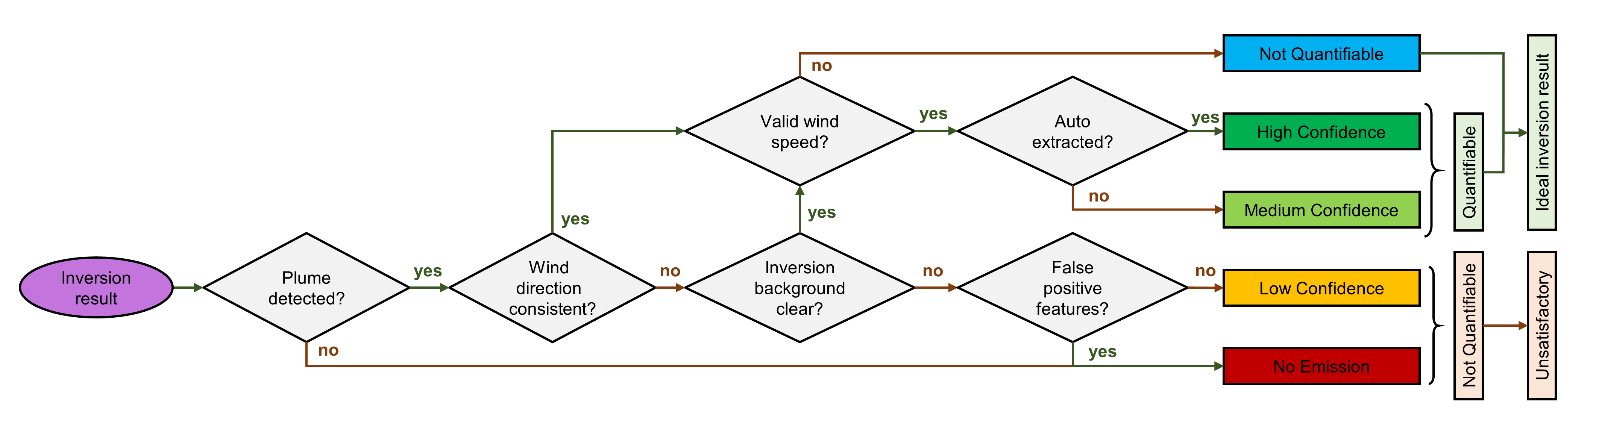 Inversion
result
Plume
detected?
yes
no
Wind
direction
consistent?
yes
no
Inversion
background
clear?
yes
no
False
positive
features?
no
yes
Valid wind
speed?
no
yes
Auto
extracted?
yes
no
Not Quantifiable
High Confidence
Medium Confidence
Low Confidence
No Emission
Quantifiable
Ideal inversion result
Not Quantifiable
Unsatisfactory